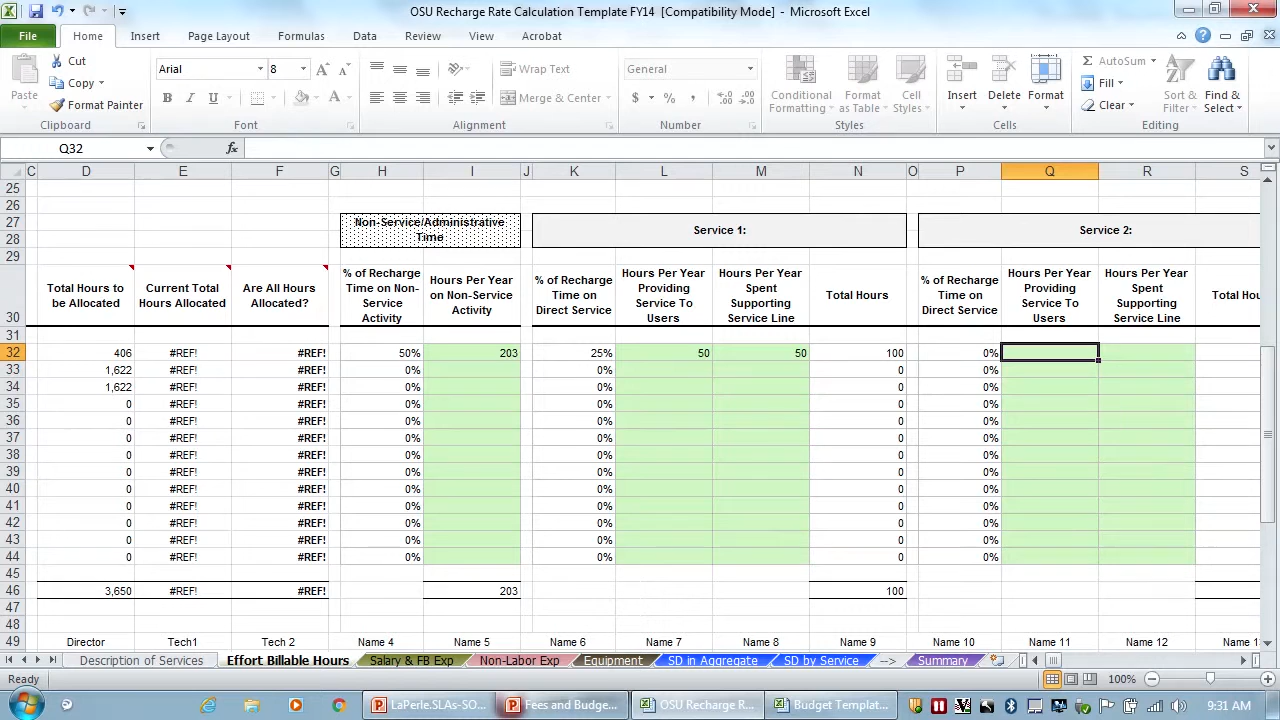 OSU Recharge Rate Calculation Template FY14 [Compatibility Mode] - Microsoft Excel
File Home Insert Page Layout Formulas Data Review View Acrobat
Paste
Cut
Copy
Format Painter
Clipboard
Arial 8
B I U
Font
Wrap Text
Merge & Center
Alignment
General
$ % ,
Number
Conditional Formatting
Format as Table
Cell Styles
Styles
Insert Delete Format
Cells
AutoSum
Fill
Clear
Sort & Filter
Find & Select
Editing
Q32 fx
C D E F G H I J K L M N O P Q R S
25
26
27
28
29
30
Non-Service/Administrative Time
Service 1:
Service 2:
Total Hours to be Allocated
Current Total Hours Allocated
Are All Hours Allocated?
% of Recharge Time on Non-Service Activity
Hours Per Year on Non-Service Activity
% of Recharge Time on Direct Service
Hours Per Year Providing Service To Users
Hours Per Year Spent Supporting Service Line
Total Hours
% of Recharge Time on Direct Service
Hours Per Year Providing Service To Users
Hours Per Year Spent Supporting Service Line
Total Hou
31
32 406 #REF! #REF! 50% 203 25% 50 50 100 0%
33 1,622 #REF! #REF! 0% 0% 0 0%
34 1,622 #REF! #REF! 0% 0% 0 0%
35 0 #REF! #REF! 0% 0% 0 0%
36 0 #REF! #REF! 0% 0% 0 0%
37 0 #REF! #REF! 0% 0% 0 0%
38 0 #REF! #REF! 0% 0% 0 0%
39 0 #REF! #REF! 0% 0% 0 0%
40 0 #REF! #REF! 0% 0% 0 0%
41 0 #REF! #REF! 0% 0% 0 0%
42 0 #REF! #REF! 0% 0% 0 0%
43 0 #REF! #REF! 0% 0% 0 0%
44 0 #REF! #REF! 0% 0% 0 0%
45
46 3,650 #REF! #REF! 203 100
47
48
49 Director Tech1 Tech 2 Name 4 Name 5 Name 6 Name 7 Name 8 Name 9 Name 10 Name 11 Name 12 Name 1
Description of Services Effort Billable Hours Salary & FB Exp Non-Labor Exp Equipment SD in Aggregate SD by Service --> Summary
Ready 100%
LaPerle.SLAs-SO... Fees and Budge... OSU Recharge R... Budget Templat... 9:31 AM